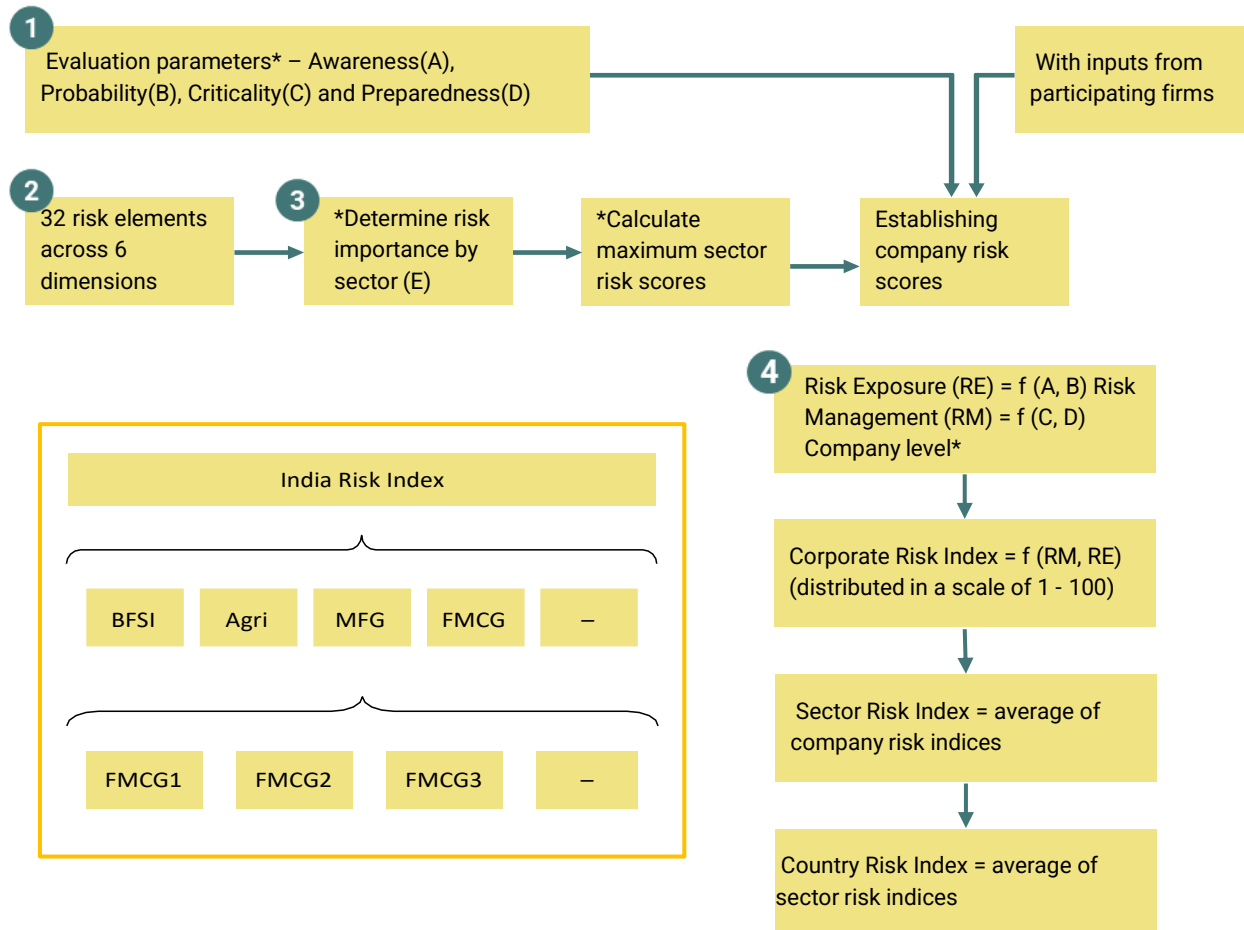 1
Evaluation parameters* – Awareness(A),
Probability(B), Criticality(C) and Preparedness(D)
With inputs from
participating firms
2
32 risk elements
across 6
dimensions
3
*Determine risk
importance by
sector (E)
*Calculate
maximum sector
risk scores
Establishing
company risk
scores
4
Risk Exposure (RE) = f (A, B) Risk
Management (RM) = f (C, D)
Company level*
Corporate Risk Index = f (RM, RE)
(distributed in a scale of 1 - 100)
Sector Risk Index = average of
company risk indices
Country Risk Index = average of
sector risk indices
India Risk Index
BFSI
Agri
MFG
FMCG
–
FMCG1
FMCG2
FMCG3
–